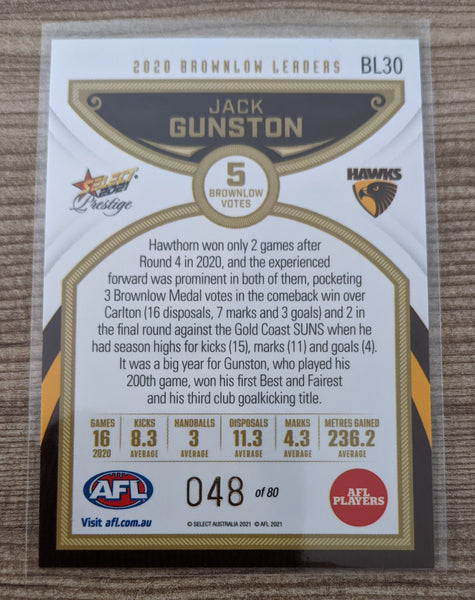 2020 BROWNLOW LEADERS BL30
JACK
GUNSTON
SELECT
2021
Prestige
5
BROWNLOW
VOTES
HAWKS
Hawthorn won only 2 games after
Round 4 in 2020, and the experienced
forward was prominent in both of them, pocketing
3 Brownlow Medal votes in the comeback win over
Carlton (16 disposals, 7 marks and 3 goals) and 2 in
the final round against the Gold Coast SUNS when he
had season highs for kicks (15), marks (11) and goals (4).
It was a big year for Gunston, who played his
200th game, won his first Best and Fairest
and his third club goalkicking title.
GAMES KICKS HANDBALLS DISPOSALS MARKS METRES GAINED
16 8.3 3 11.3 4.3 236.2
2020 AVERAGE AVERAGE AVERAGE AVERAGE AVERAGE
AFL
Visit afl.com.au
048 of 80
© SELECT AUSTRALIA 2021 © AFL 2021
AFL
PLAYERS